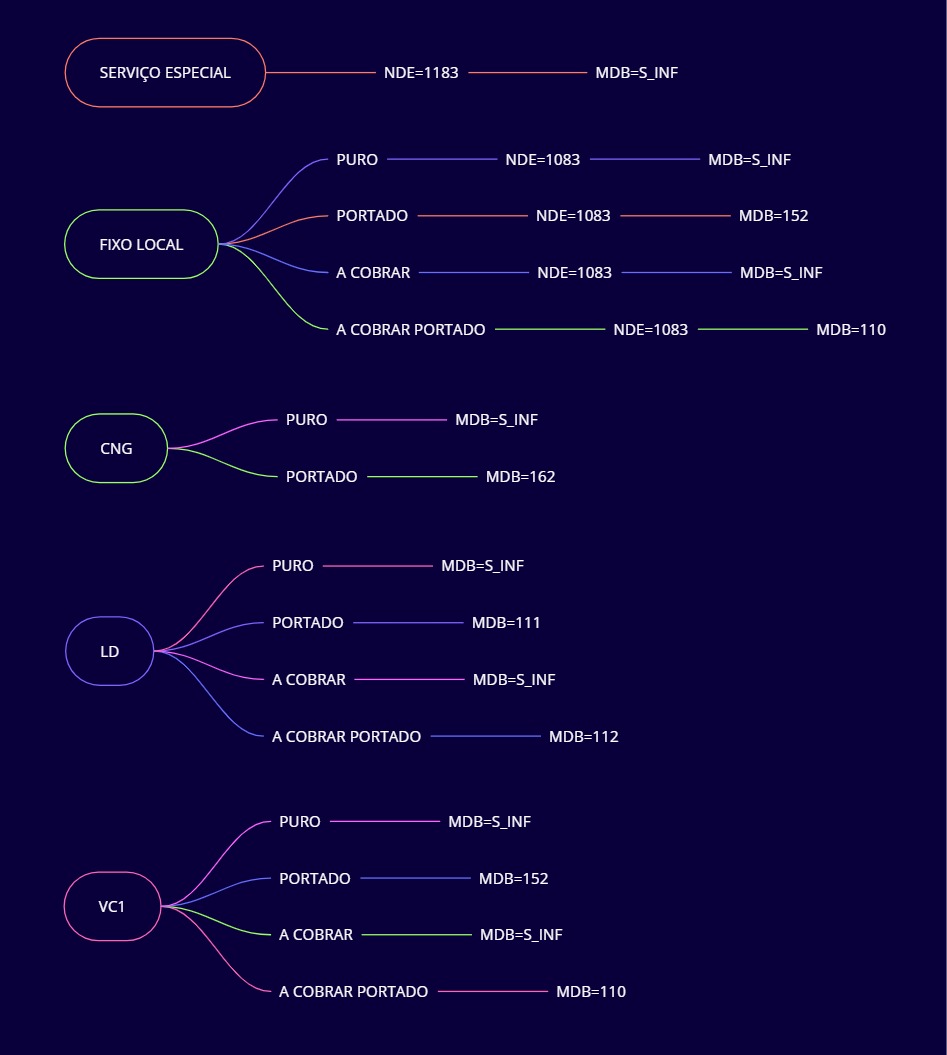 SERVIÇO ESPECIAL NDE=1183 MDB=S_INF
PURO NDE=1083 MDB=S_INF
PORTADO NDE=1083 MDB=152
FIXO LOCAL
A COBRAR NDE=1083 MDB=S_INF
A COBRAR PORTADO NDE=1083 MDB=110
PURO MDB=S_INF
CNG
PORTADO MDB=162
PURO MDB=S_INF
PORTADO MDB=111
LD
A COBRAR MDB=S_INF
A COBRAR PORTADO MDB=112
PURO MDB=S_INF
PORTADO MDB=152
VC1
A COBRAR MDB=S_INF
A COBRAR PORTADO MDB=110